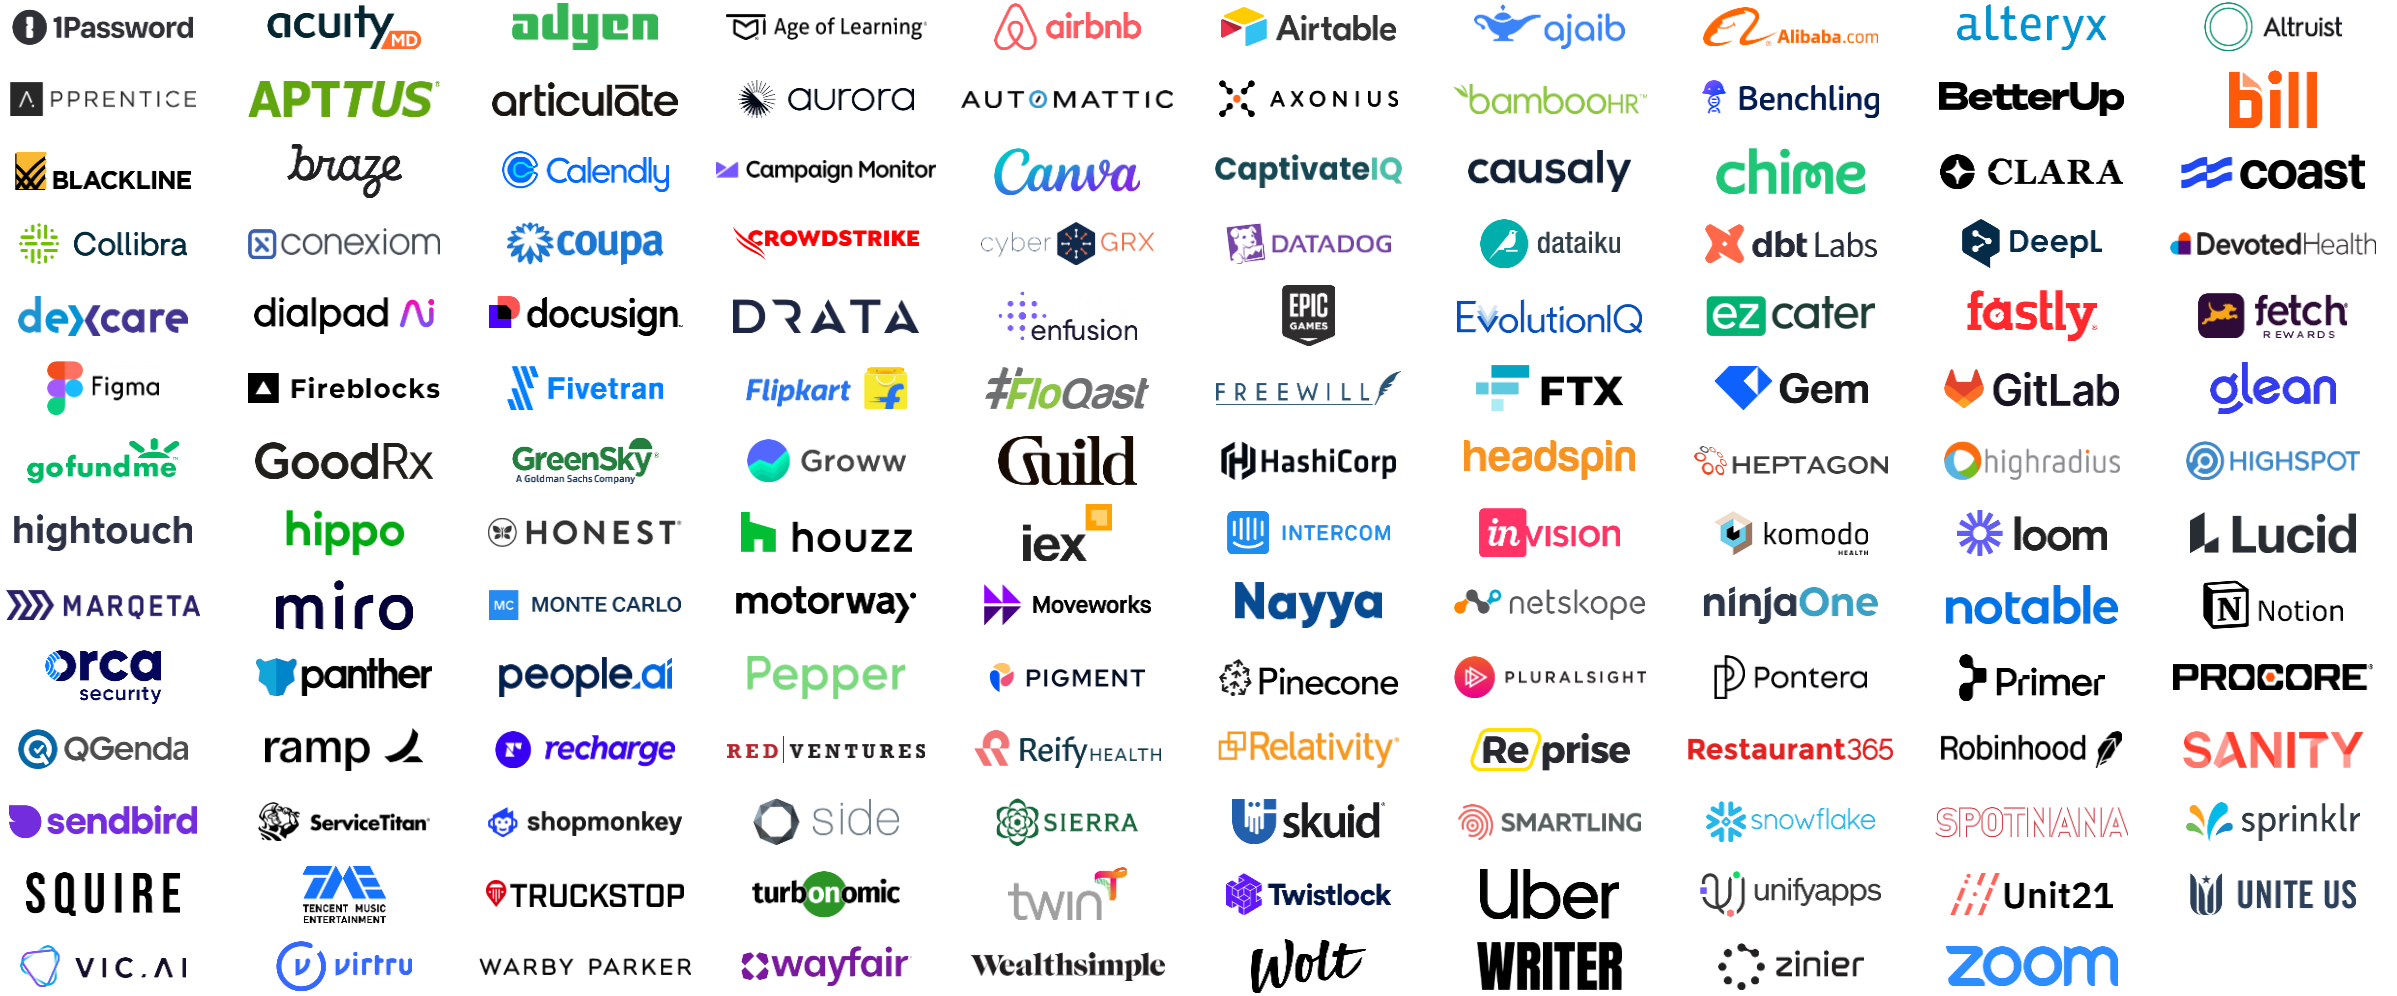 1Password acuityMD adyen Age of Learning® airbnb Airtable ajaib Alibaba.com alteryx Altruist
APPRENTICE APTTUS® articulate aurora AUTOMATTIC AXONIUS bambooHR™ Benchling BetterUp bill
BLACKLINE braze Calendly Campaign Monitor Canva CaptivateIQ causaly chime CLARA coast
Collibra conexiom coupa CROWDSTRIKE cyberGRX DATADOG dataiku dbt Labs DeepL DevotedHealth
dexcare dialpad Ai docusign DRATA enfusion EPIC GAMES EvolutionIQ ezcater fastly® fetch REWARDS
Figma Fireblocks Fivetran Flipkart f #FloQast FREEWILL FTX Gem GitLab glean
gofundme™ GoodRx GreenSky® A Goldman Sachs Company Groww Guild HashiCorp headspin HEPTAGON highradius HIGHSPOT
hightouch hippo HONEST® houzz iex INTERCOM invision komodo HEALTH loom Lucid
MARQETA miro MC MONTE CARLO motorway Moveworks Nayya netskope ninjaOne notable N Notion
orca security panther people.ai Pepper PIGMENT Pinecone PLURALSIGHT Pontera Primer PROCORE®
QGenda ramp recharge RED VENTURES Reify HEALTH Relativity® Reprise Restaurant365 Robinhood SANITY
sendbird ServiceTitan® shopmonkey side SIERRA skuid SMARTLING snowflake SPOTNANA sprinklr
SQUIRE TME TENCENT MUSIC ENTERTAINMENT TRUCKSTOP turbonomic twin Twistlock Uber unifyapps Unit21 UNITE US
VIC.AI virtru WARBY PARKER wayfair Wealthsimple Wolt WRITER zinier zoom